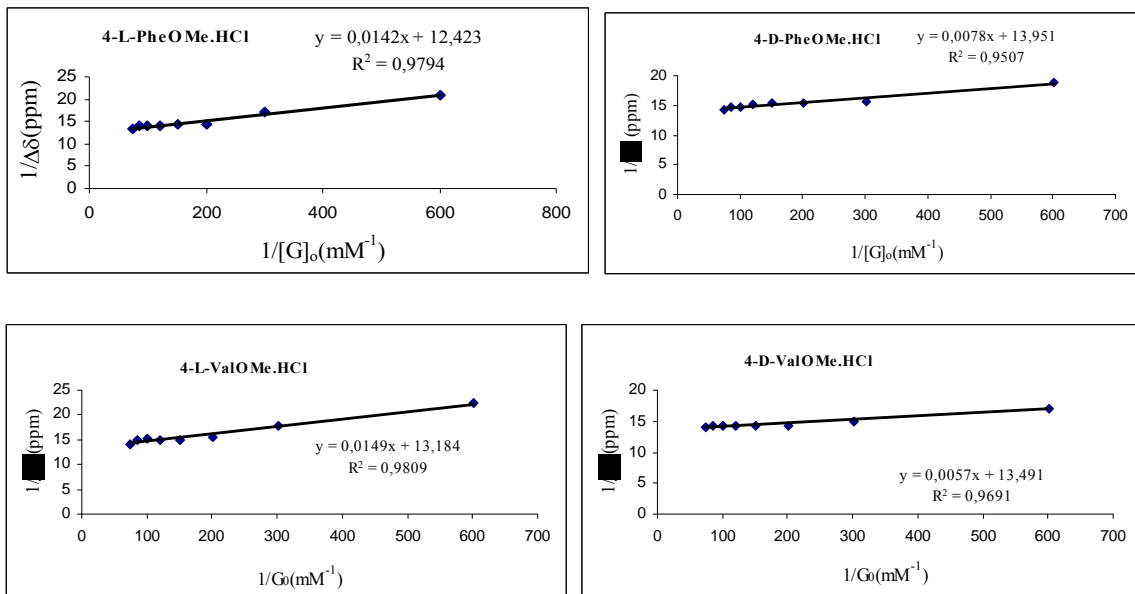 4-L-PheOMe.HCl
y = 0,0142x + 12,423
R² = 0,9794
1/Δδ(ppm)
25
20
15
10
5
0
0 200 400 600 800
1/[G]ₒ(mM⁻¹)
4-D-PheOMe.HCl
y = 0,0078x + 13,951
R² = 0,9507
1/ (ppm)
20
15
10
5
0
0 100 200 300 400 500 600 700
1/[G]ₒ(mM⁻¹)
4-L-ValOMe.HCl
1/ (ppm)
25
20
15
10
5
0
y = 0,0149x + 13,184
R² = 0,9809
0 100 200 300 400 500 600 700
1/G₀(mM⁻¹)
4-D-ValOMe.HCl
1/ (ppm)
20
15
10
5
0
y = 0,0057x + 13,491
R² = 0,9691
0 100 200 300 400 500 600 700
1/G₀(mM⁻¹)